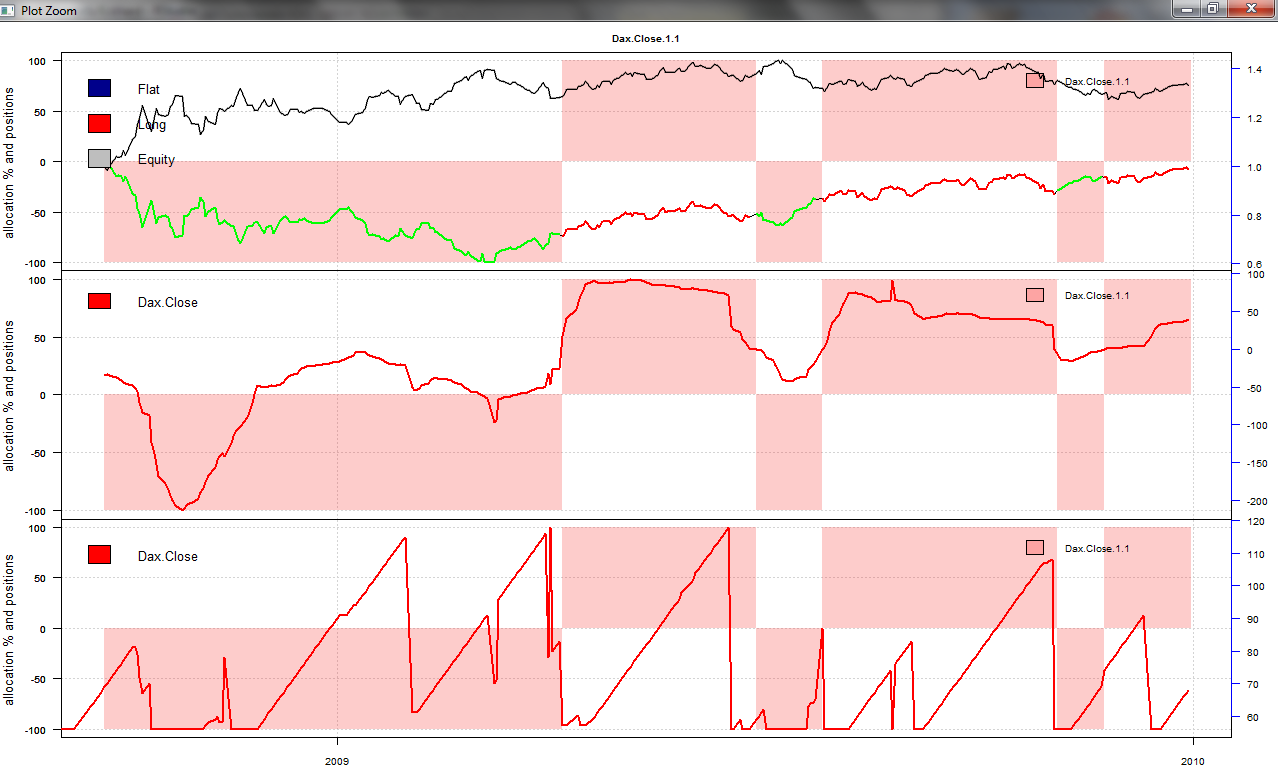 Plot Zoom
Dax.Close.1.1
allocation % and positions
100
50
0
-50
-100
Flat
Long
Equity
Dax.Close.1.1
1.4
1.2
1.0
0.8
0.6
allocation % and positions
100
50
0
-50
-100
Dax.Close
Dax.Close.1.1
100
50
0
-50
-100
-150
-200
allocation % and positions
100
50
0
-50
-100
Dax.Close
Dax.Close.1.1
120
110
100
90
80
70
60
2009
2010